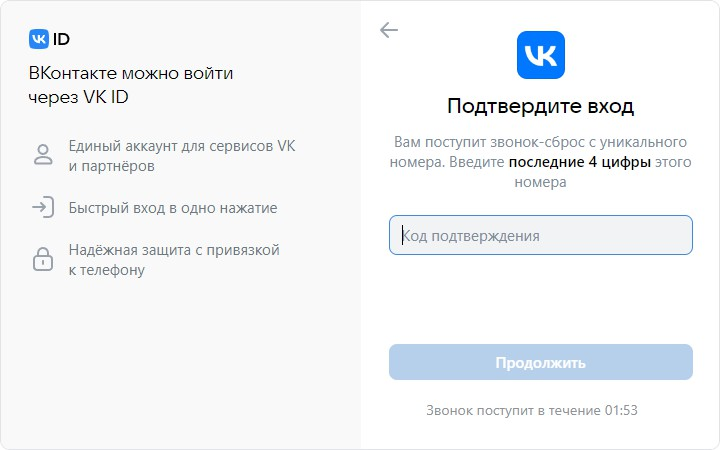 VK ID
ВКонтакте можно войти
через VK ID
Единый аккаунт для сервисов VK
и партнёров
Быстрый вход в одно нажатие
Надёжная защита с привязкой
к телефону
VK
Подтвердите вход
Вам поступит звонок-сброс с уникального
номера. Введите последние 4 цифры этого
номера
Код подтверждения
Продолжить
Звонок поступит в течение 01:53